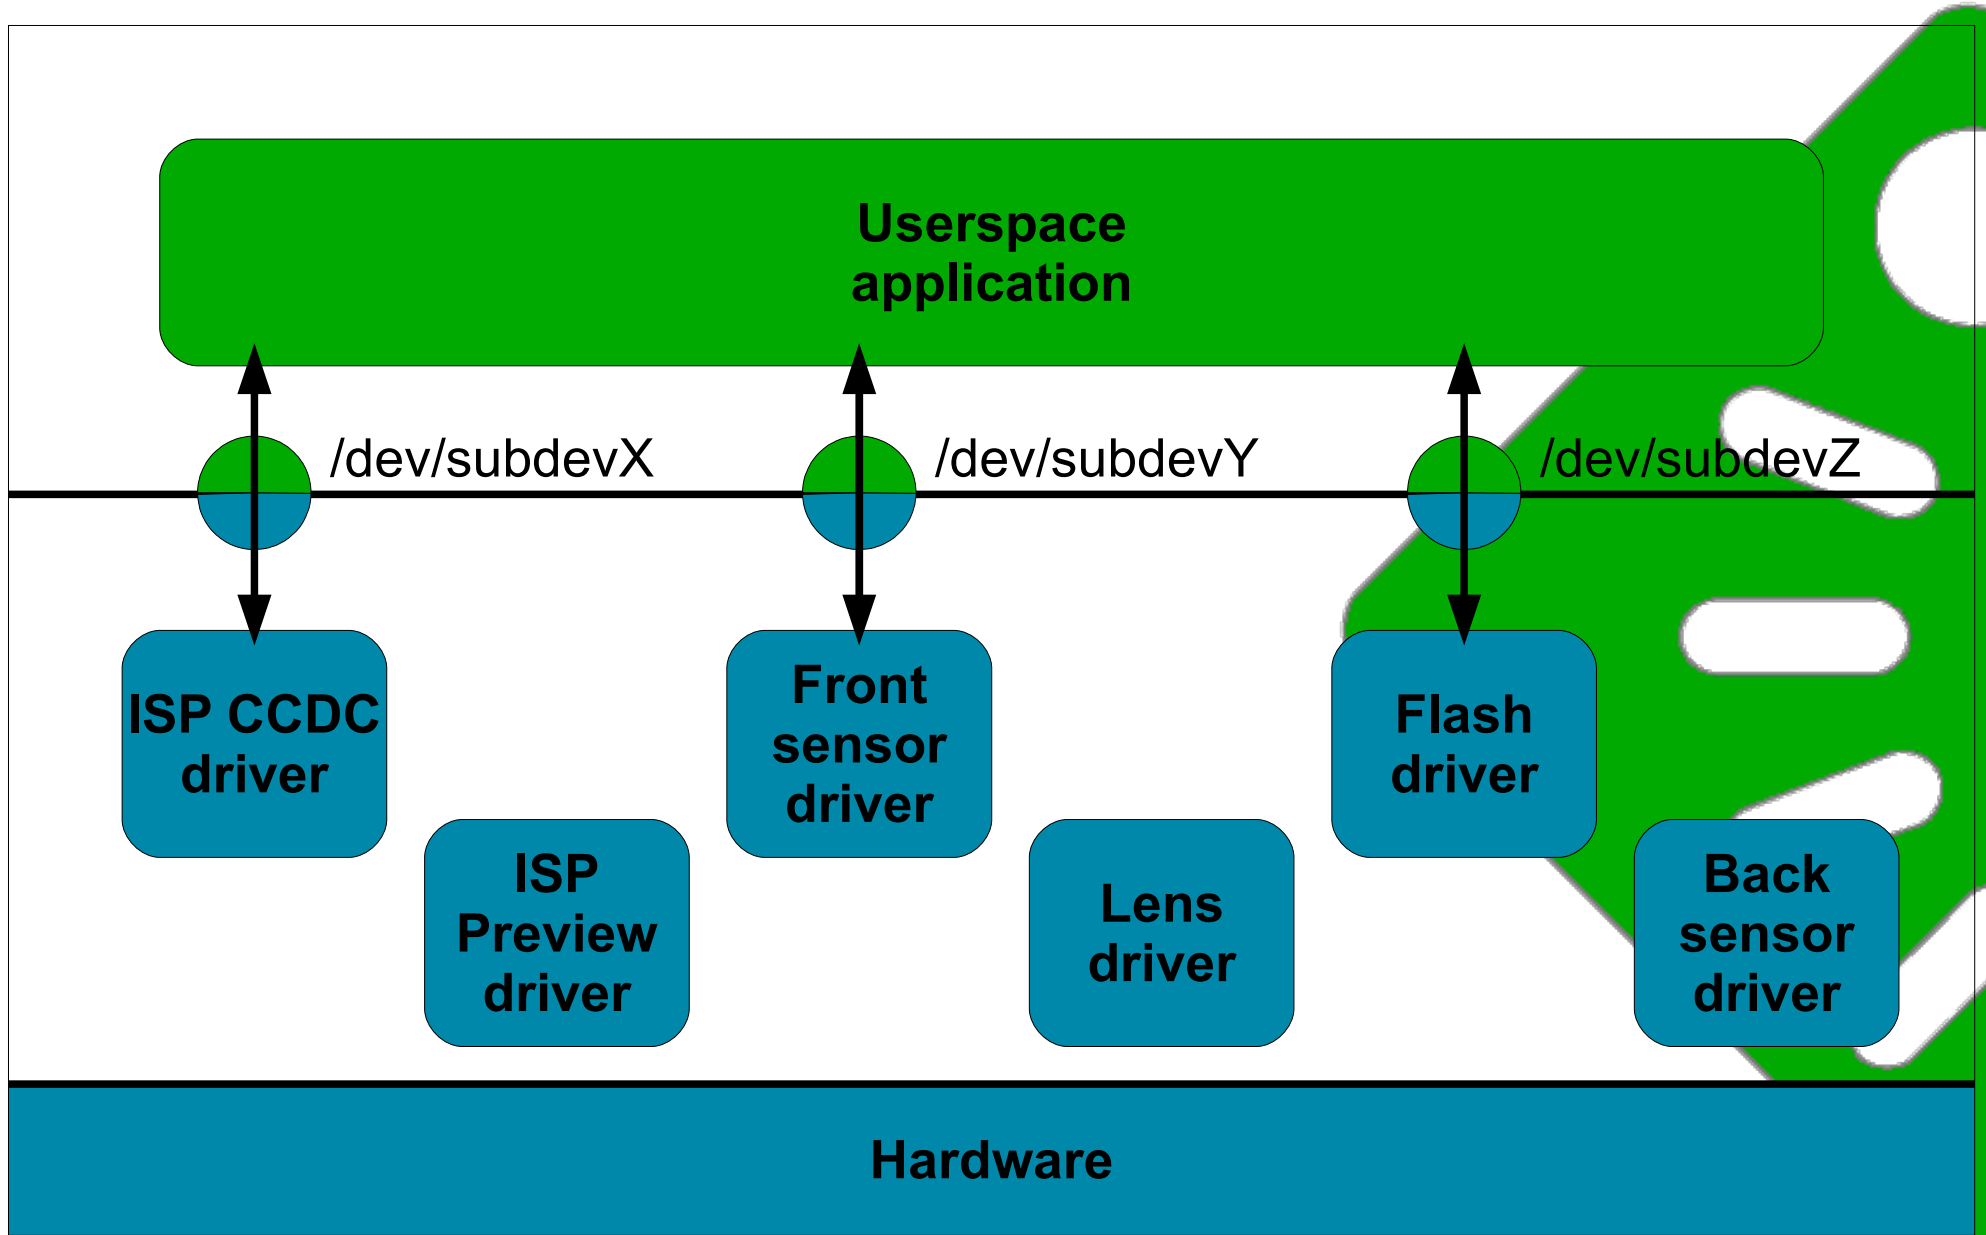 Userspace
application
/dev/subdevX
/dev/subdevY
/dev/subdevZ
ISP CCDC
driver
Front
sensor
driver
Flash
driver
ISP
Preview
driver
Lens
driver
Back
sensor
driver
Hardware